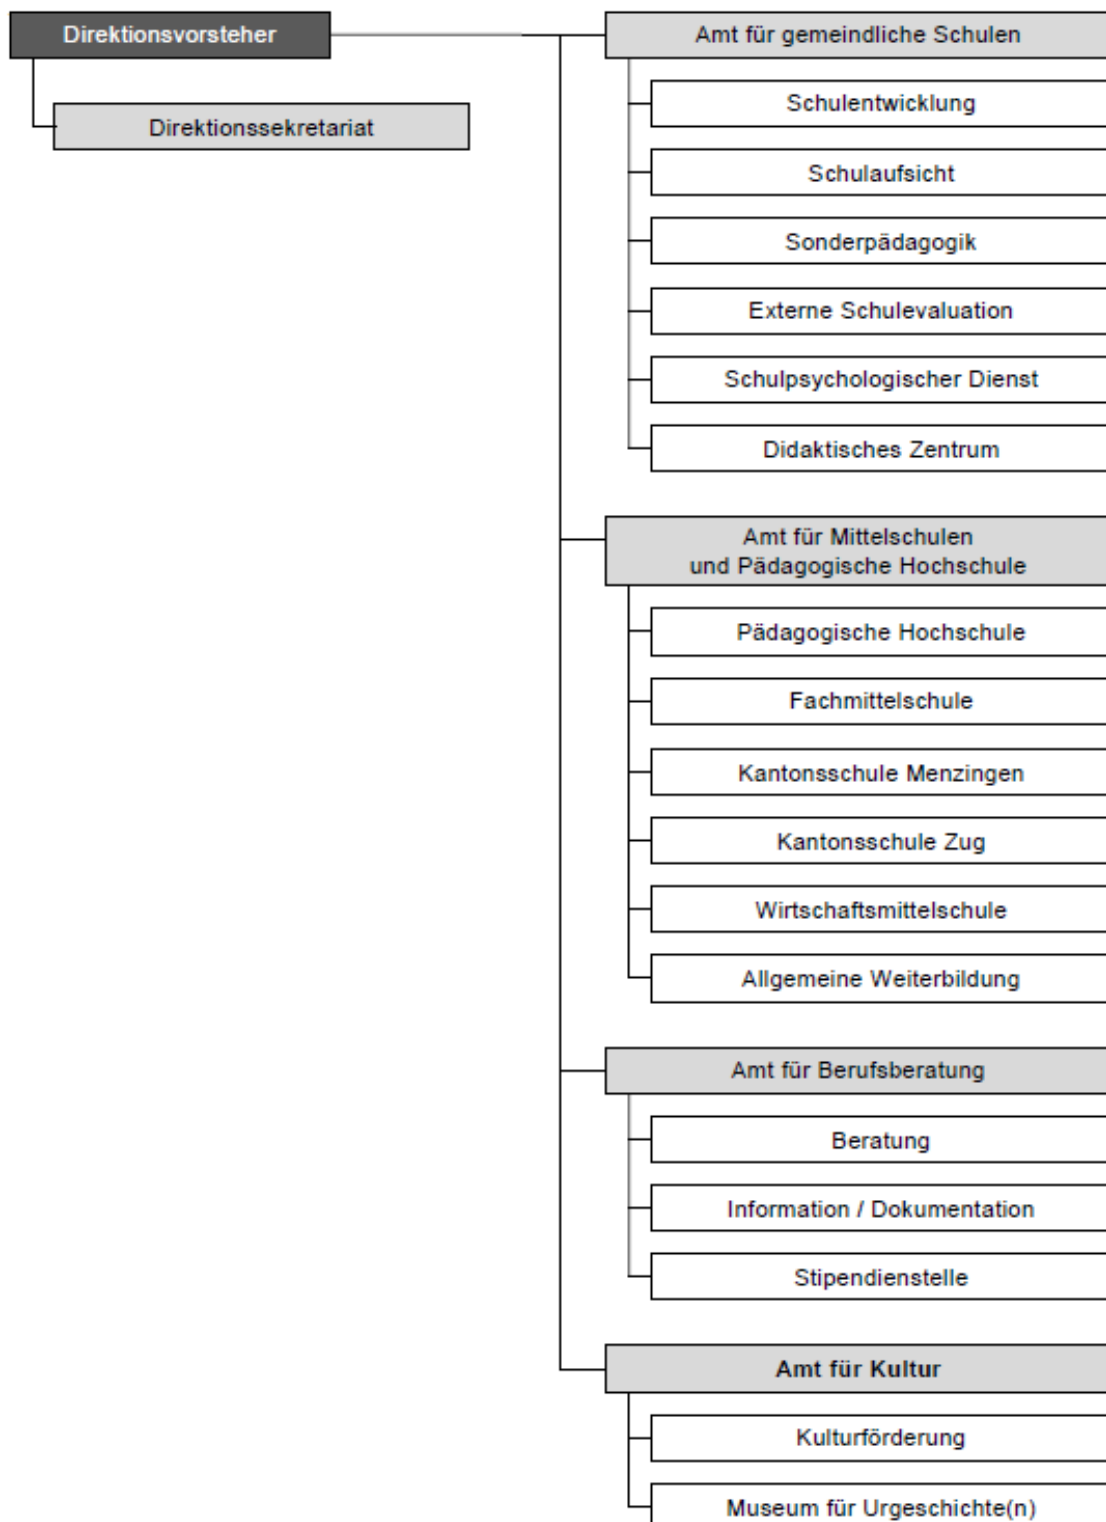 Direktionsvorsteher
Direktionssekretariat
Amt für gemeindliche Schulen
Schulentwicklung
Schulaufsicht
Sonderpädagogik
Externe Schulevaluation
Schulpsychologischer Dienst
Didaktisches Zentrum
Amt für Mittelschulen
und Pädagogische Hochschule
Pädagogische Hochschule
Fachmittelschule
Kantonsschule Menzingen
Kantonsschule Zug
Wirtschaftsmittelschule
Allgemeine Weiterbildung
Amt für Berufsberatung
Beratung
Information / Dokumentation
Stipendienstelle
Amt für Kultur
Kulturförderung
Museum für Urgeschichte(n)